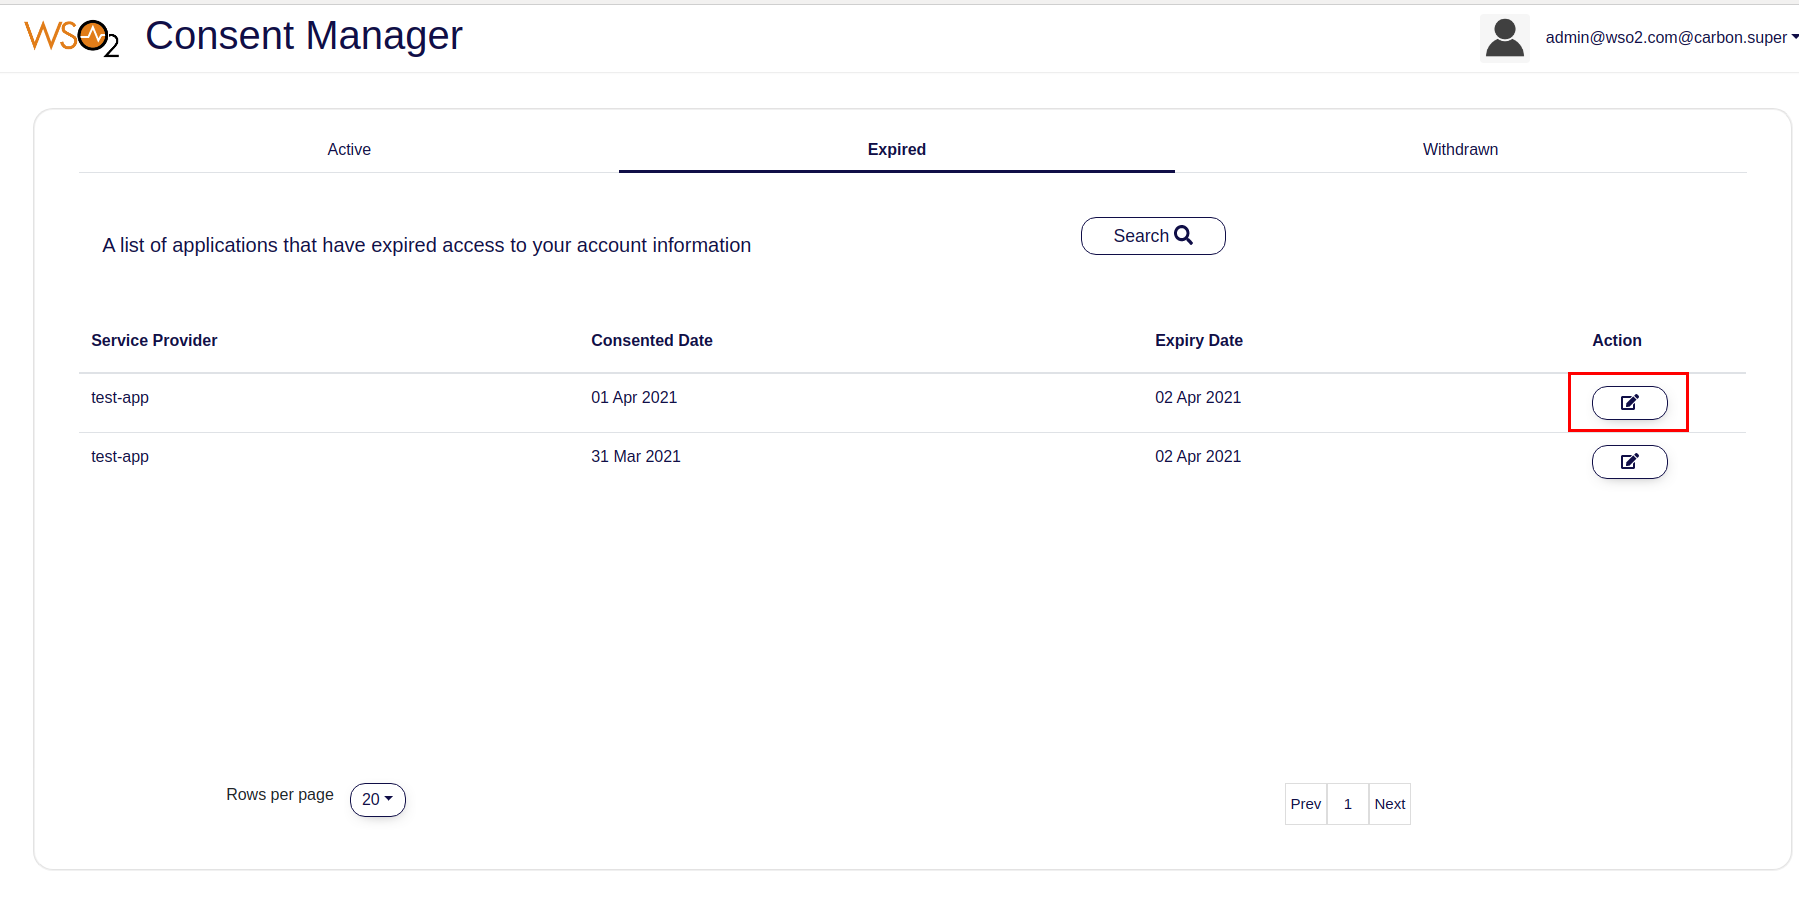 WSO2 Consent Manager admin@wso2.com@carbon.super
Active Expired Withdrawn
A list of applications that have expired access to your account information Search
Service Provider Consented Date Expiry Date Action
test-app 01 Apr 2021 02 Apr 2021
test-app 31 Mar 2021 02 Apr 2021
Rows per page 20 Prev 1 Next